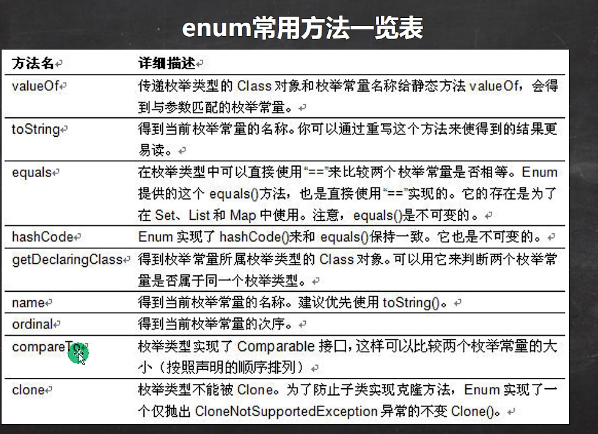 enum常用方法一览表
方法名 详细描述
valueOf 传递枚举类型的 Class 对象和枚举常量名称给静态方法 valueOf，会得
到与参数匹配的枚举常量。
toString 得到当前枚举常量的名称。你可以通过重写这个方法来使得到的结果更
易读。
equals 在枚举类型中可以直接使用“==”来比较两个枚举常量是否相等。Enum
提供的这个 equals()方法，也是直接使用“==”实现的。它的存在是为了
在 Set、List 和 Map 中使用。注意，equals()是不可变的。
hashCode Enum 实现了 hashCode()来和 equals()保持一致。它也是不可变的。
getDeclaringClass 得到枚举常量所属枚举类型的 Class 对象。可以用它来判断两个枚举常
量是否属于同一个枚举类型。
name 得到当前枚举常量的名称。建议优先使用 toString()。
ordinal 得到当前枚举常量的次序。
compareTo 枚举类型实现了 Comparable 接口，这样可以比较两个枚举常量的大
小（按照声明的顺序排列）
clone 枚举类型不能被 Clone。为了防止子类实现克隆方法，Enum 实现了一
个仅抛出 CloneNotSupportedException 异常的不变 Clone()。